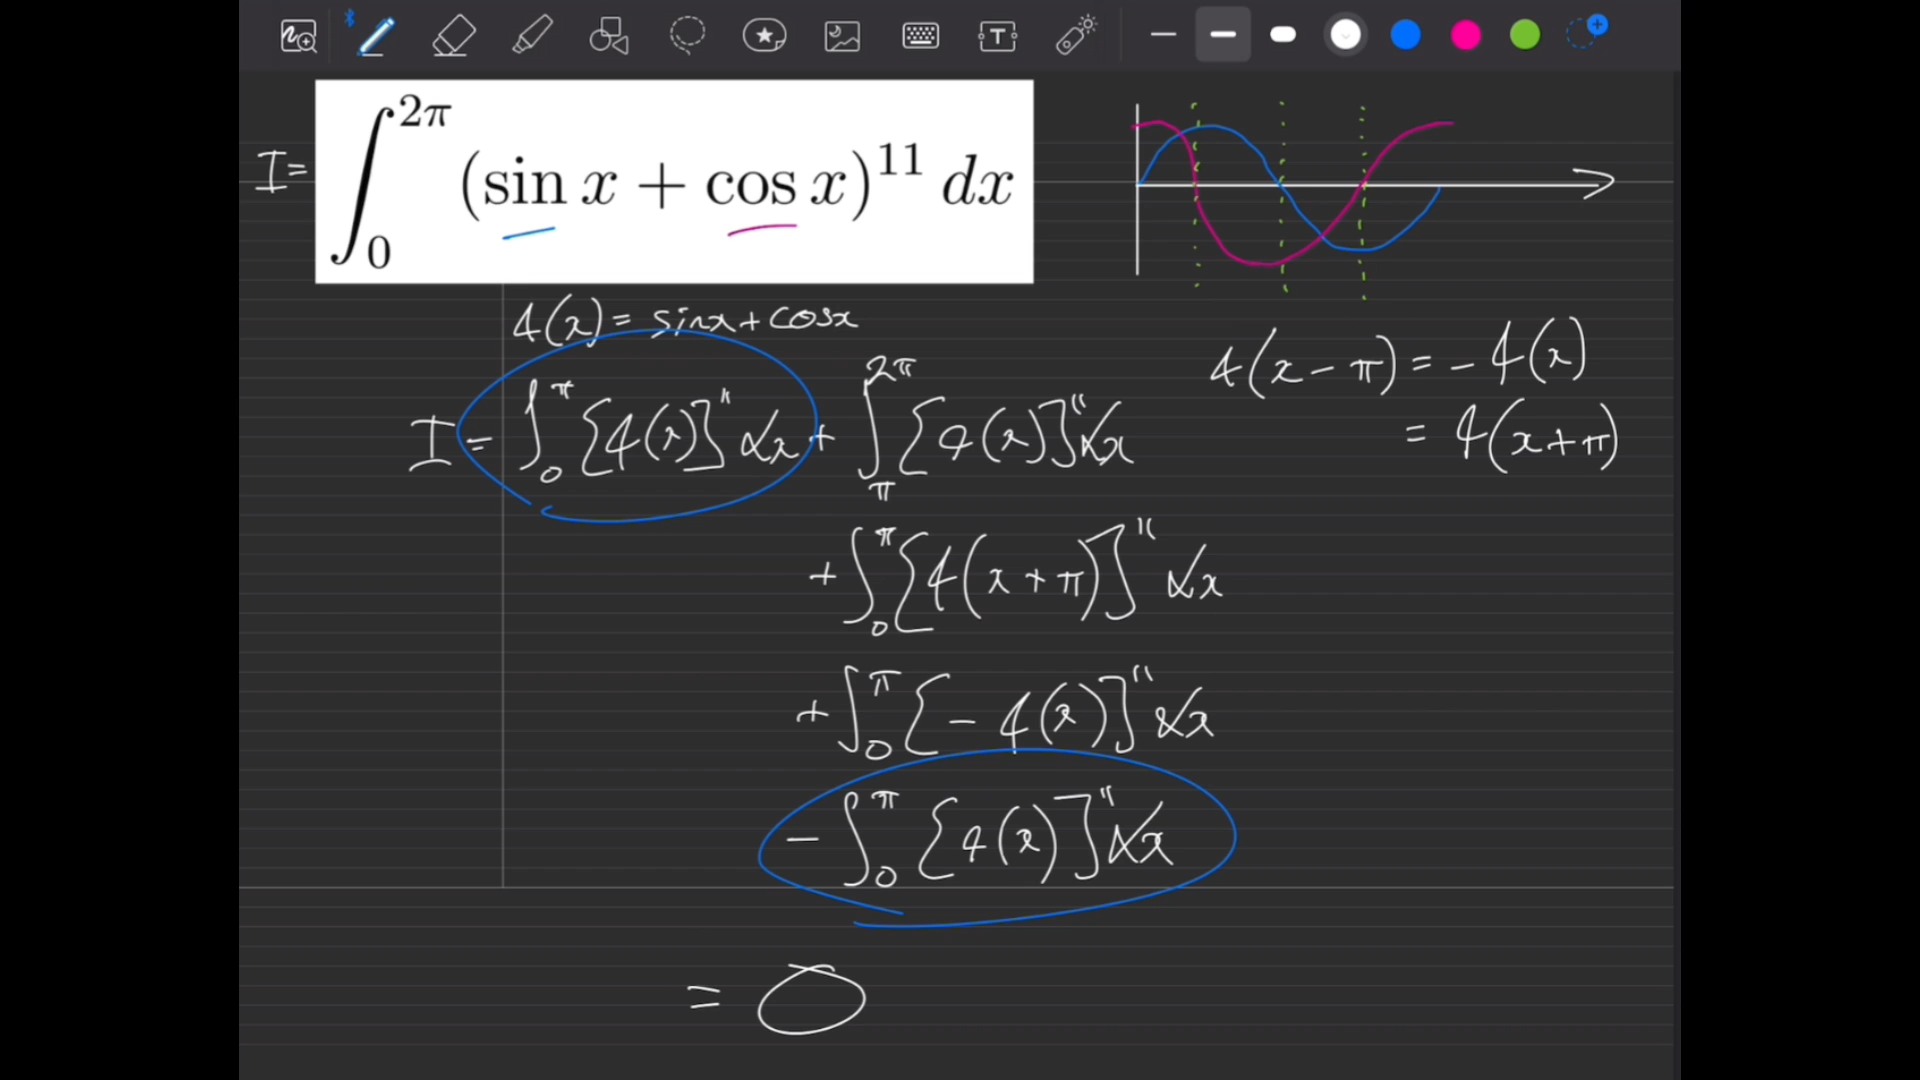 I = ∫₀^{2π} (sin x + cos x)^{11} dx
f(x) = sinx + cosx
f(x - π) = - f(x)
= f(x + π)
I = ∫₀^π [f(x)]^{11} dx + ∫_π^{2π} [f(x)]^{11} dx
+ ∫₀^π [f(x + π)]^{11} dx
+ ∫₀^π [- f(x)]^{11} dx
- ∫₀^π [f(x)]^{11} dx
= 0